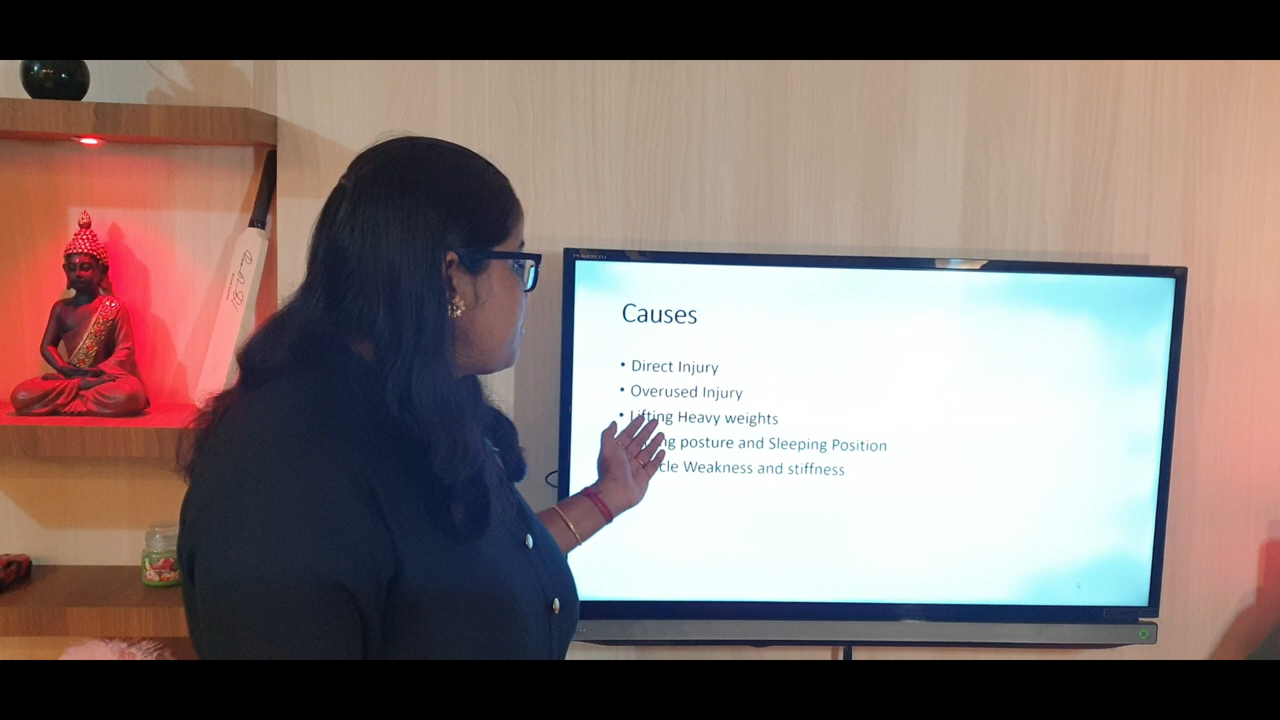 Causes
• Direct Injury
• Overused Injury
• Lifting Heavy weights
posture and Sleeping Position
Weakness and stiffness